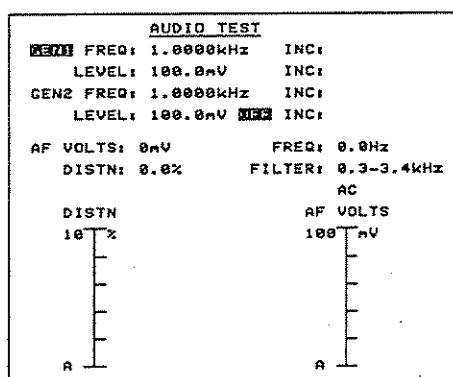 AUDIO TEST
GEN1 FREQ: 1.0000kHz INC:
LEVEL: 100.0mV INC:
GEN2 FREQ: 1.0000kHz INC:
LEVEL: 100.0mV OFF INC:
AF VOLTS: 0mV FREQ: 0.0Hz
DISTN: 0.0% FILTER: 0.3-3.4kHz
AC
DISTN AF VOLTS
10 % 100 mV
A A